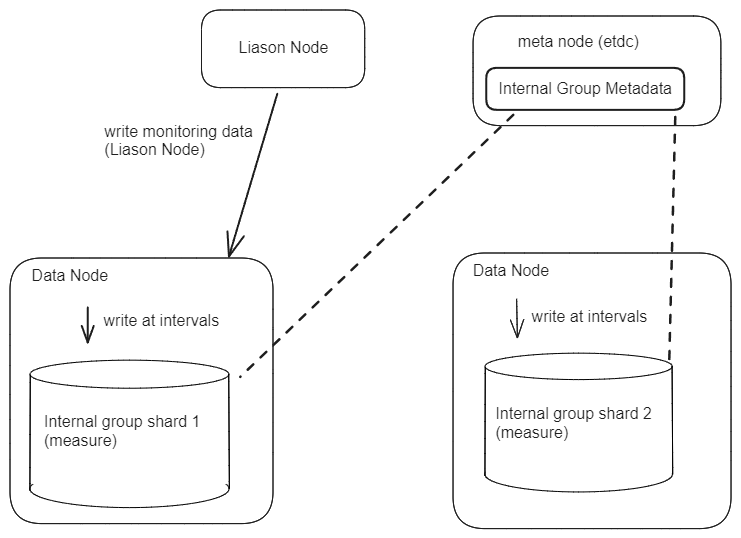 Liason Node
meta node (etdc)
Internal Group Metadata
write monitoring data
(Liason Node)
Data Node
write at intervals
Internal group shard 1
(measure)
Data Node
write at intervals
Internal group shard 2
(measure)